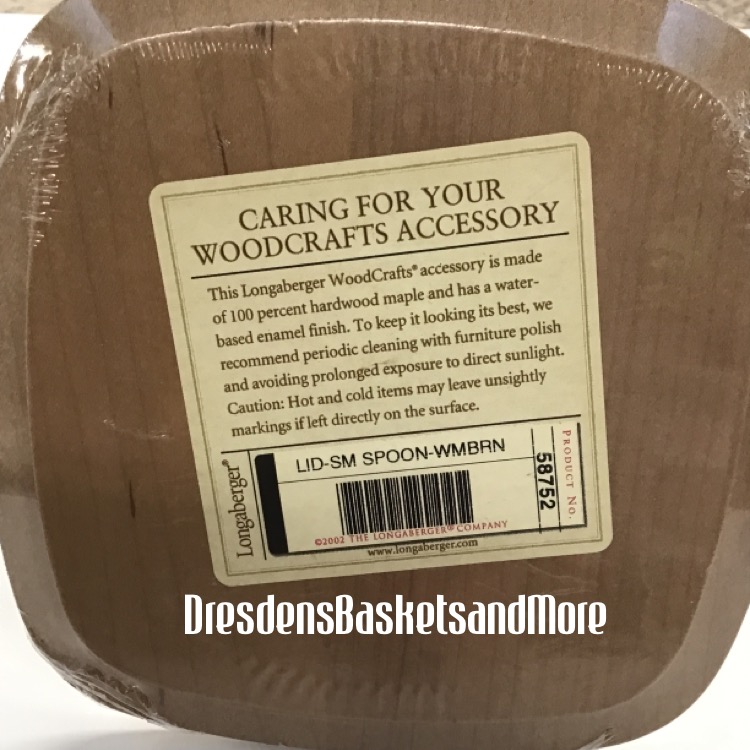 CARING FOR YOUR
WOODCRAFTS ACCESSORY
This Longaberger WoodCrafts® accessory is made
of 100 percent hardwood maple and has a water-
based enamel finish. To keep it looking its best, we
recommend periodic cleaning with furniture polish
and avoiding prolonged exposure to direct sunlight.
Caution: Hot and cold items may leave unsightly
markings if left directly on the surface.
Longaberger®
LID-SM SPOON-WMBRN
58752
PRODUCT NO.
©2002 THE LONGABERGER® COMPANY
www.longaberger.com
DresdensBasketsandMore